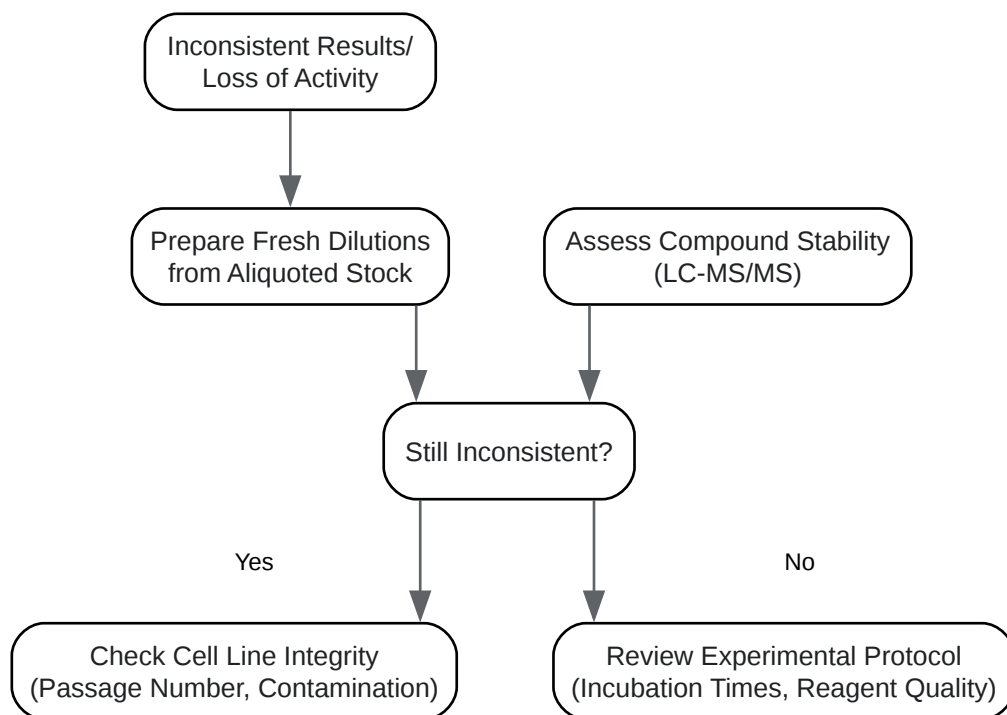 Inconsistent Results/
Loss of Activity
Prepare Fresh Dilutions
from Aliquoted Stock
Assess Compound Stability
(LC-MS/MS)
Still Inconsistent?
Yes
No
Check Cell Line Integrity
(Passage Number, Contamination)
Review Experimental Protocol
(Incubation Times, Reagent Quality)